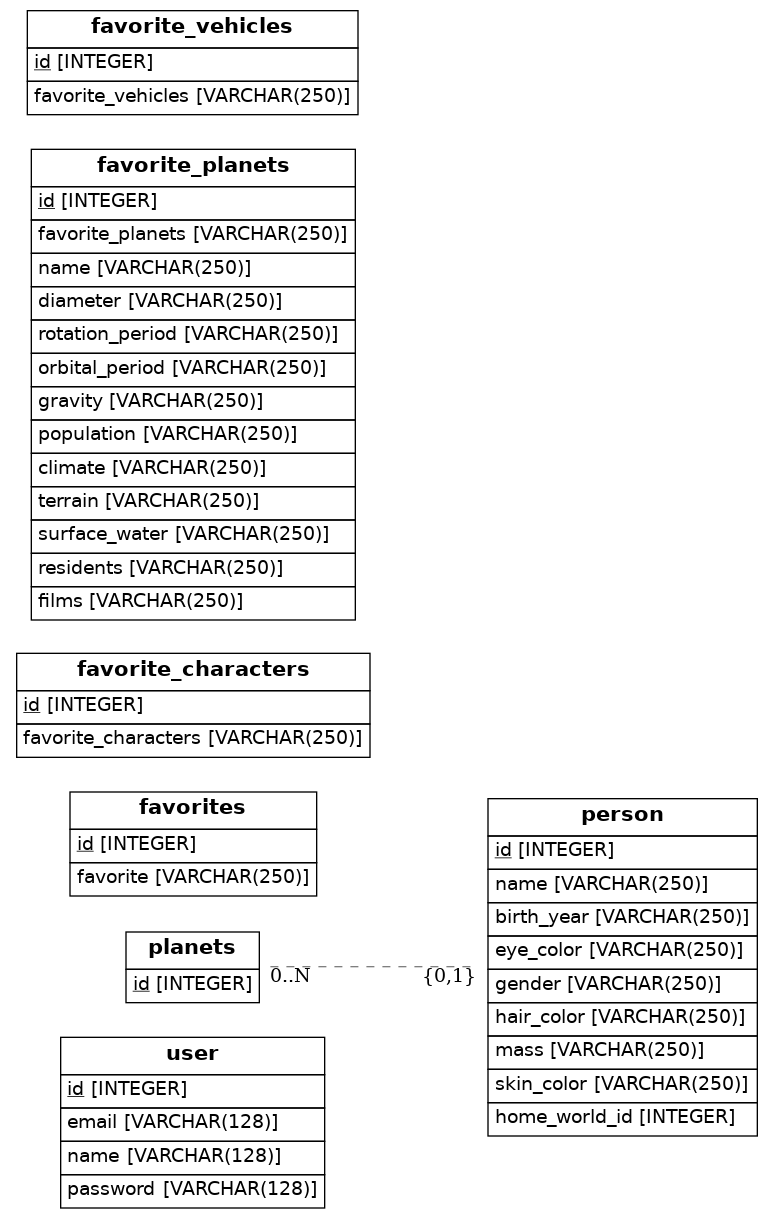 favorite_vehicles
id [INTEGER]
favorite_vehicles [VARCHAR(250)]
favorite_planets
id [INTEGER]
favorite_planets [VARCHAR(250)]
name [VARCHAR(250)]
diameter [VARCHAR(250)]
rotation_period [VARCHAR(250)]
orbital_period [VARCHAR(250)]
gravity [VARCHAR(250)]
population [VARCHAR(250)]
climate [VARCHAR(250)]
terrain [VARCHAR(250)]
surface_water [VARCHAR(250)]
residents [VARCHAR(250)]
films [VARCHAR(250)]
favorite_characters
id [INTEGER]
favorite_characters [VARCHAR(250)]
favorites
id [INTEGER]
favorite [VARCHAR(250)]
planets
id [INTEGER]
0..N
{0,1}
person
id [INTEGER]
name [VARCHAR(250)]
birth_year [VARCHAR(250)]
eye_color [VARCHAR(250)]
gender [VARCHAR(250)]
hair_color [VARCHAR(250)]
mass [VARCHAR(250)]
skin_color [VARCHAR(250)]
home_world_id [INTEGER]
user
id [INTEGER]
email [VARCHAR(128)]
name [VARCHAR(128)]
password [VARCHAR(128)]